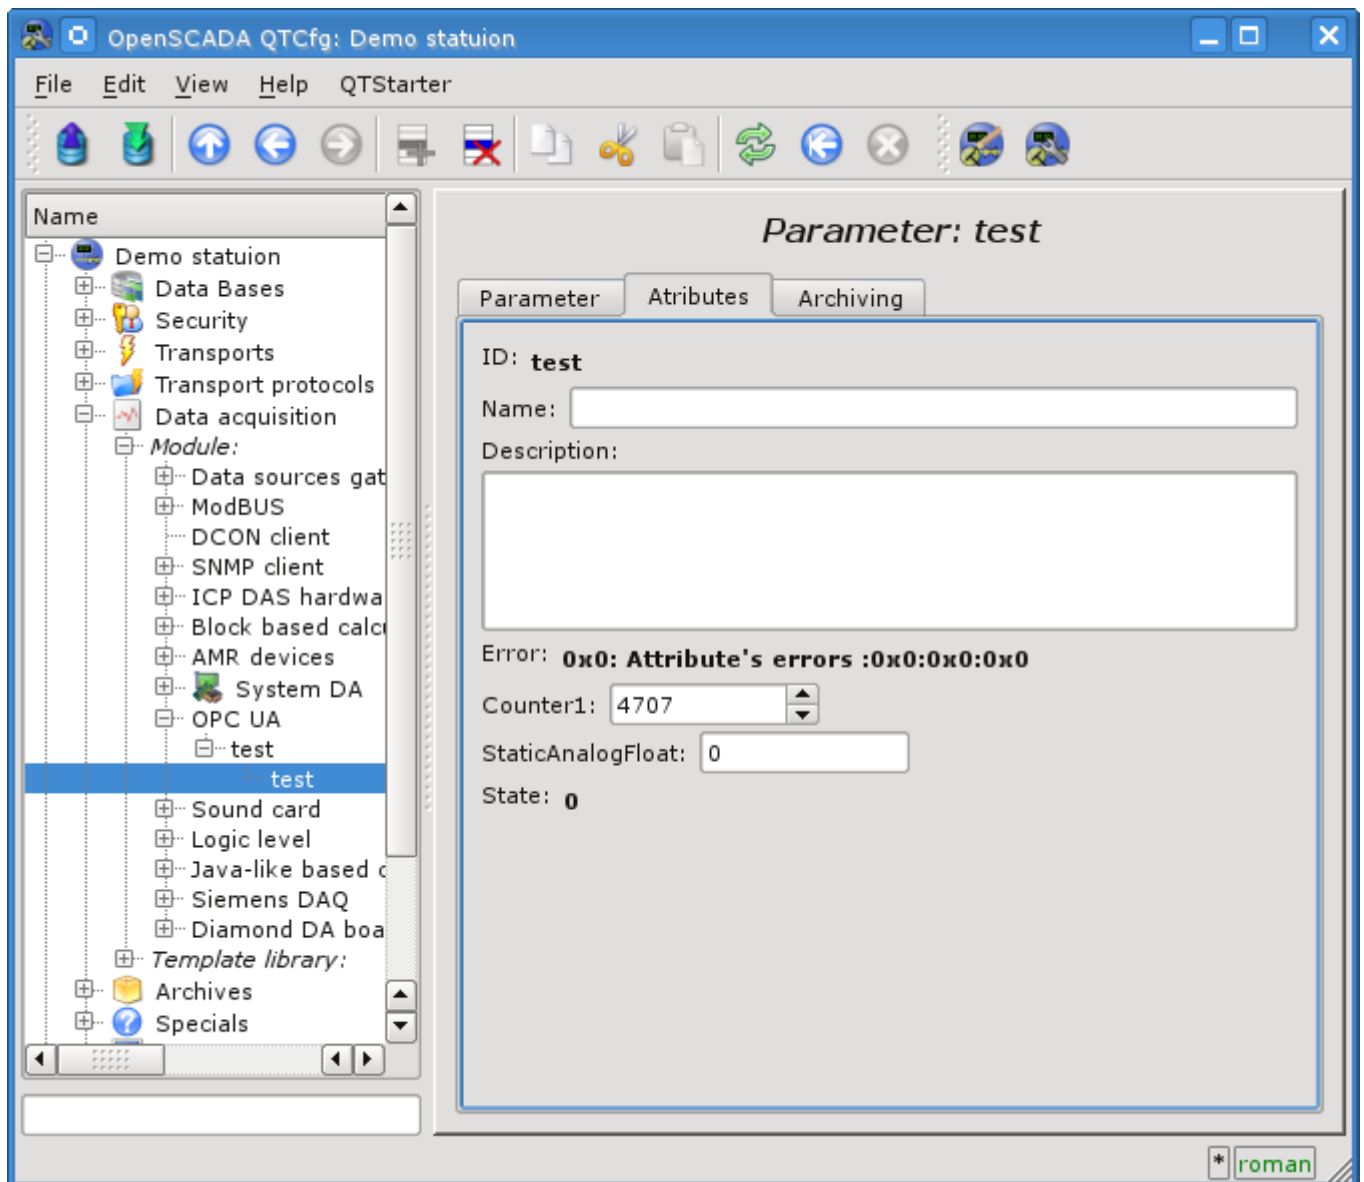 OpenSCADA QTCfg: Demo statuion
File Edit View Help QTStarter
Name
Demo statuion
Data Bases
Security
Transports
Transport protocols
Data acquisition
Module:
Data sources gat
ModBUS
DCON client
SNMP client
ICP DAS hardwa
Block based calcu
AMR devices
System DA
OPC UA
test
test
Sound card
Logic level
Java-like based c
Siemens DAQ
Diamond DA boa
Template library:
Archives
Specials
Parameter: test
Parameter Atributes Archiving
ID: test
Name:
Description:
Error: 0x0: Attribute's errors :0x0:0x0:0x0
Counter1: 4707
StaticAnalogFloat: 0
State: 0
* roman